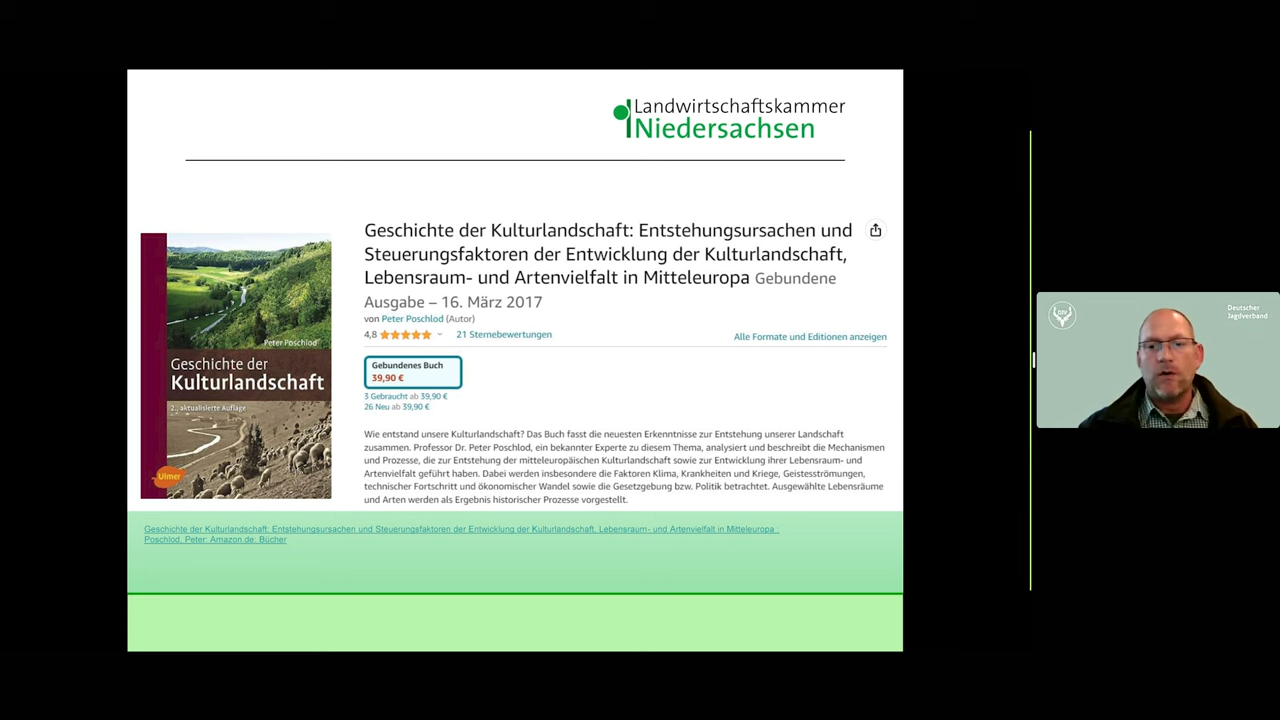 Landwirtschaftskammer
Niedersachsen
Geschichte der Kulturlandschaft: Entstehungsursachen und
Steuerungsfaktoren der Entwicklung der Kulturlandschaft,
Lebensraum- und Artenvielfalt in Mitteleuropa Gebundene
Ausgabe – 16. März 2017
von Peter Poschlod (Autor)
4,8 21 Sternebewertungen
Alle Formate und Editionen anzeigen
Gebundenes Buch
39,90 €
3 Gebraucht ab 39,90 €
26 Neu ab 39,90 €
Wie entstand unsere Kulturlandschaft? Das Buch fasst die neuesten Erkenntnisse zur Entstehung unserer Landschaft
zusammen. Professor Dr. Peter Poschlod, ein bekannter Experte zu diesem Thema, analysiert und beschreibt die Mechanismen
und Prozesse, die zur Entstehung der mitteleuropäischen Kulturlandschaft sowie zur Entwicklung ihrer Lebensraum- und
Artenvielfalt geführt haben. Dabei werden insbesondere die Faktoren Klima, Krankheiten und Kriege, Geistesströmungen,
technischer Fortschritt und ökonomischer Wandel sowie die Gesetzgebung bzw. Politik betrachtet. Ausgewählte Lebensräume
und Arten werden als Ergebnis historischer Prozesse vorgestellt.
Peter Poschlod
Geschichte der
Kulturlandschaft
2., aktualisierte Auflage
Ulmer
Geschichte der Kulturlandschaft: Entstehungsursachen und Steuerungsfaktoren der Entwicklung der Kulturlandschaft, Lebensraum- und Artenvielfalt in Mitteleuropa :
Poschlod, Peter: Amazon.de: Bücher
DJV
Deutscher
Jagdverband